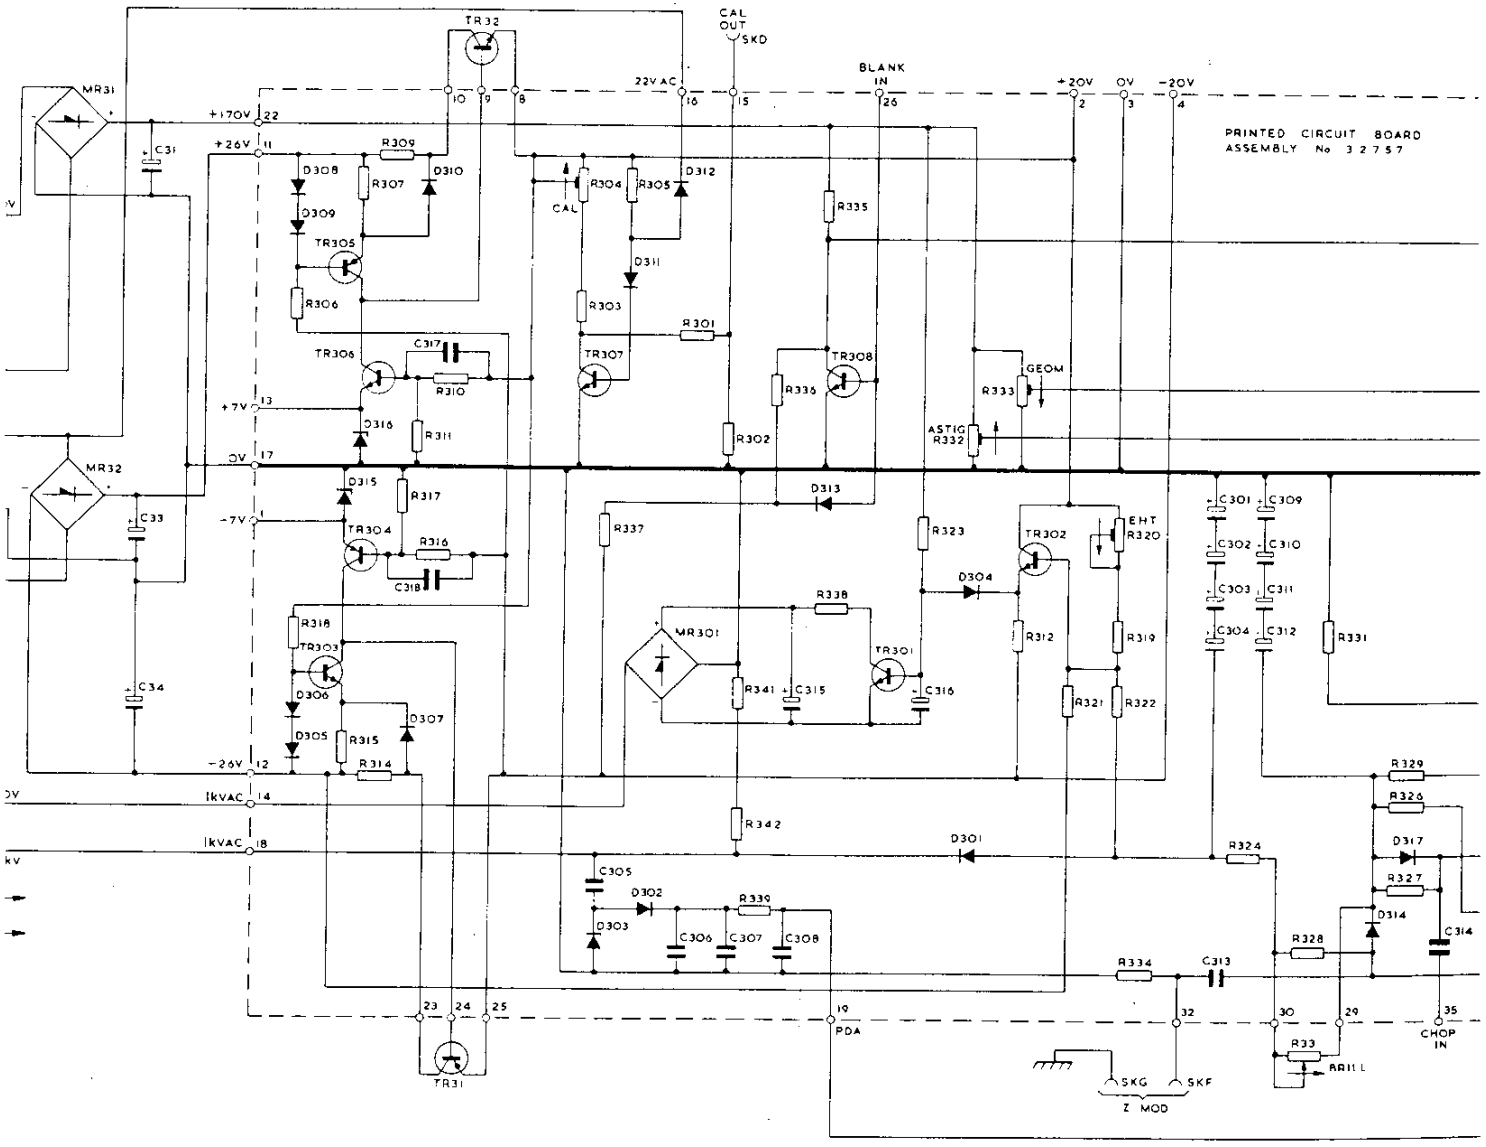 TR32
CAL
OUT
SKD
BLANK
IN
22V AC
+20V
0V
-20V
10
9
8
16
15
26
2
3
4
MR31
+170V
22
PRINTED CIRCUIT BOARD
ASSEMBLY No 32757
C31
+26V
11
R309
D308
R307
D310
R304
R305
D312
CAL
R335
D309
TR305
D311
R306
R303
R301
TR306
C317
TR307
TR308
GEOM
R310
R336
R333
+7V
13
D316
R311
R302
ASTIG
R332
0V
17
MR32
D315
R317
D313
C301
C309
-7V
1
C33
TR304
R316
R337
R323
TR302
EHT
R320
C302
C310
C318
D304
C303
C311
R318
R338
MR301
TR301
R312
R319
C304
C312
R331
TR303
C34
D306
D307
R341
C315
C316
R321
R322
D305
R315
-26V
12
R314
R329
0V
1kVAC
14
R326
R342
1kVAC
18
D301
R324
D317
kV
C305
R327
D302
R339
D314
D303
C306
C307
C308
R328
C314
R334
C313
23
24
25
19
PDA
32
30
29
35
CHOP
IN
R33
BRILL
TR31
SKG
SKF
Z MOD